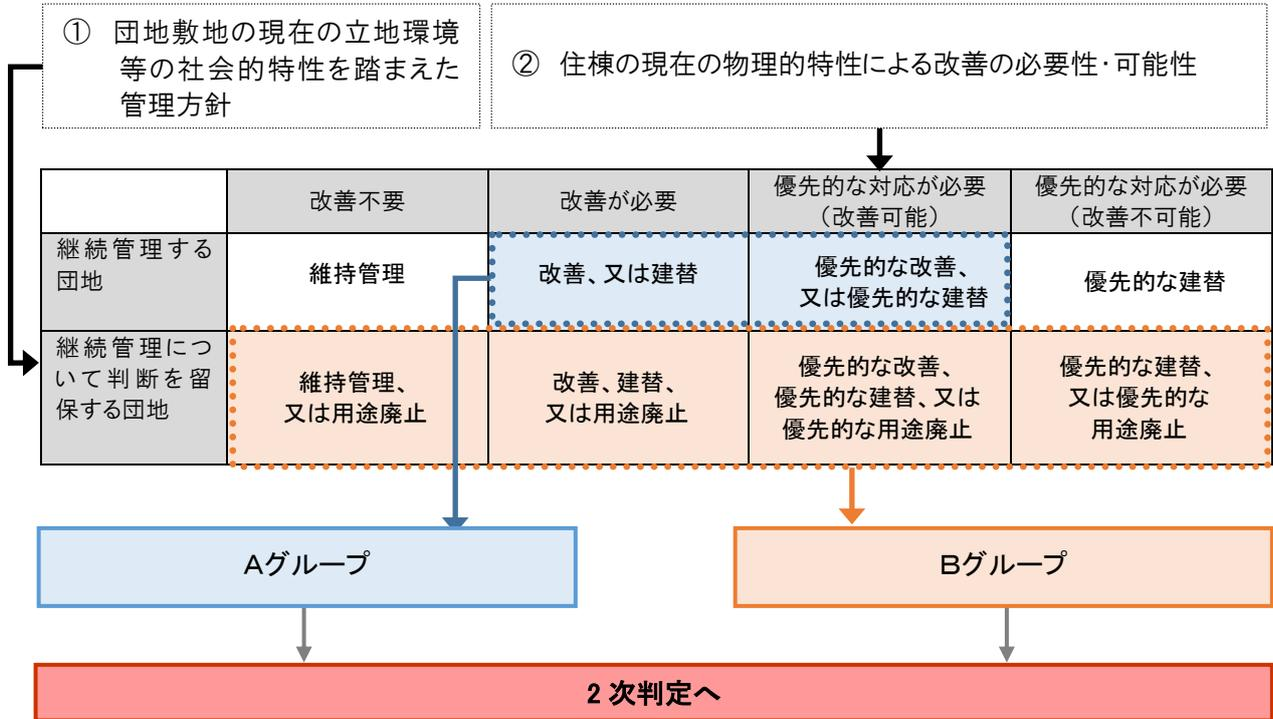 ① 団地敷地の現在の立地環境
等の社会的特性を踏まえた
管理方針
② 住棟の現在の物理的特性による改善の必要性・可能性
改善不要
改善が必要
優先的な対応が必要
（改善可能）
優先的な対応が必要
（改善不可能）
継続管理する
団地
維持管理
改善、又は建替
優先的な改善、
又は優先的な建替
優先的な建替
継続管理につ
いて判断を留
保する団地
維持管理、
又は用途廃止
改善、建替、
又は用途廃止
優先的な改善、
優先的な建替、又は
優先的な用途廃止
優先的な建替、
又は優先的な
用途廃止
Aグループ
Bグループ
2 次判定へ